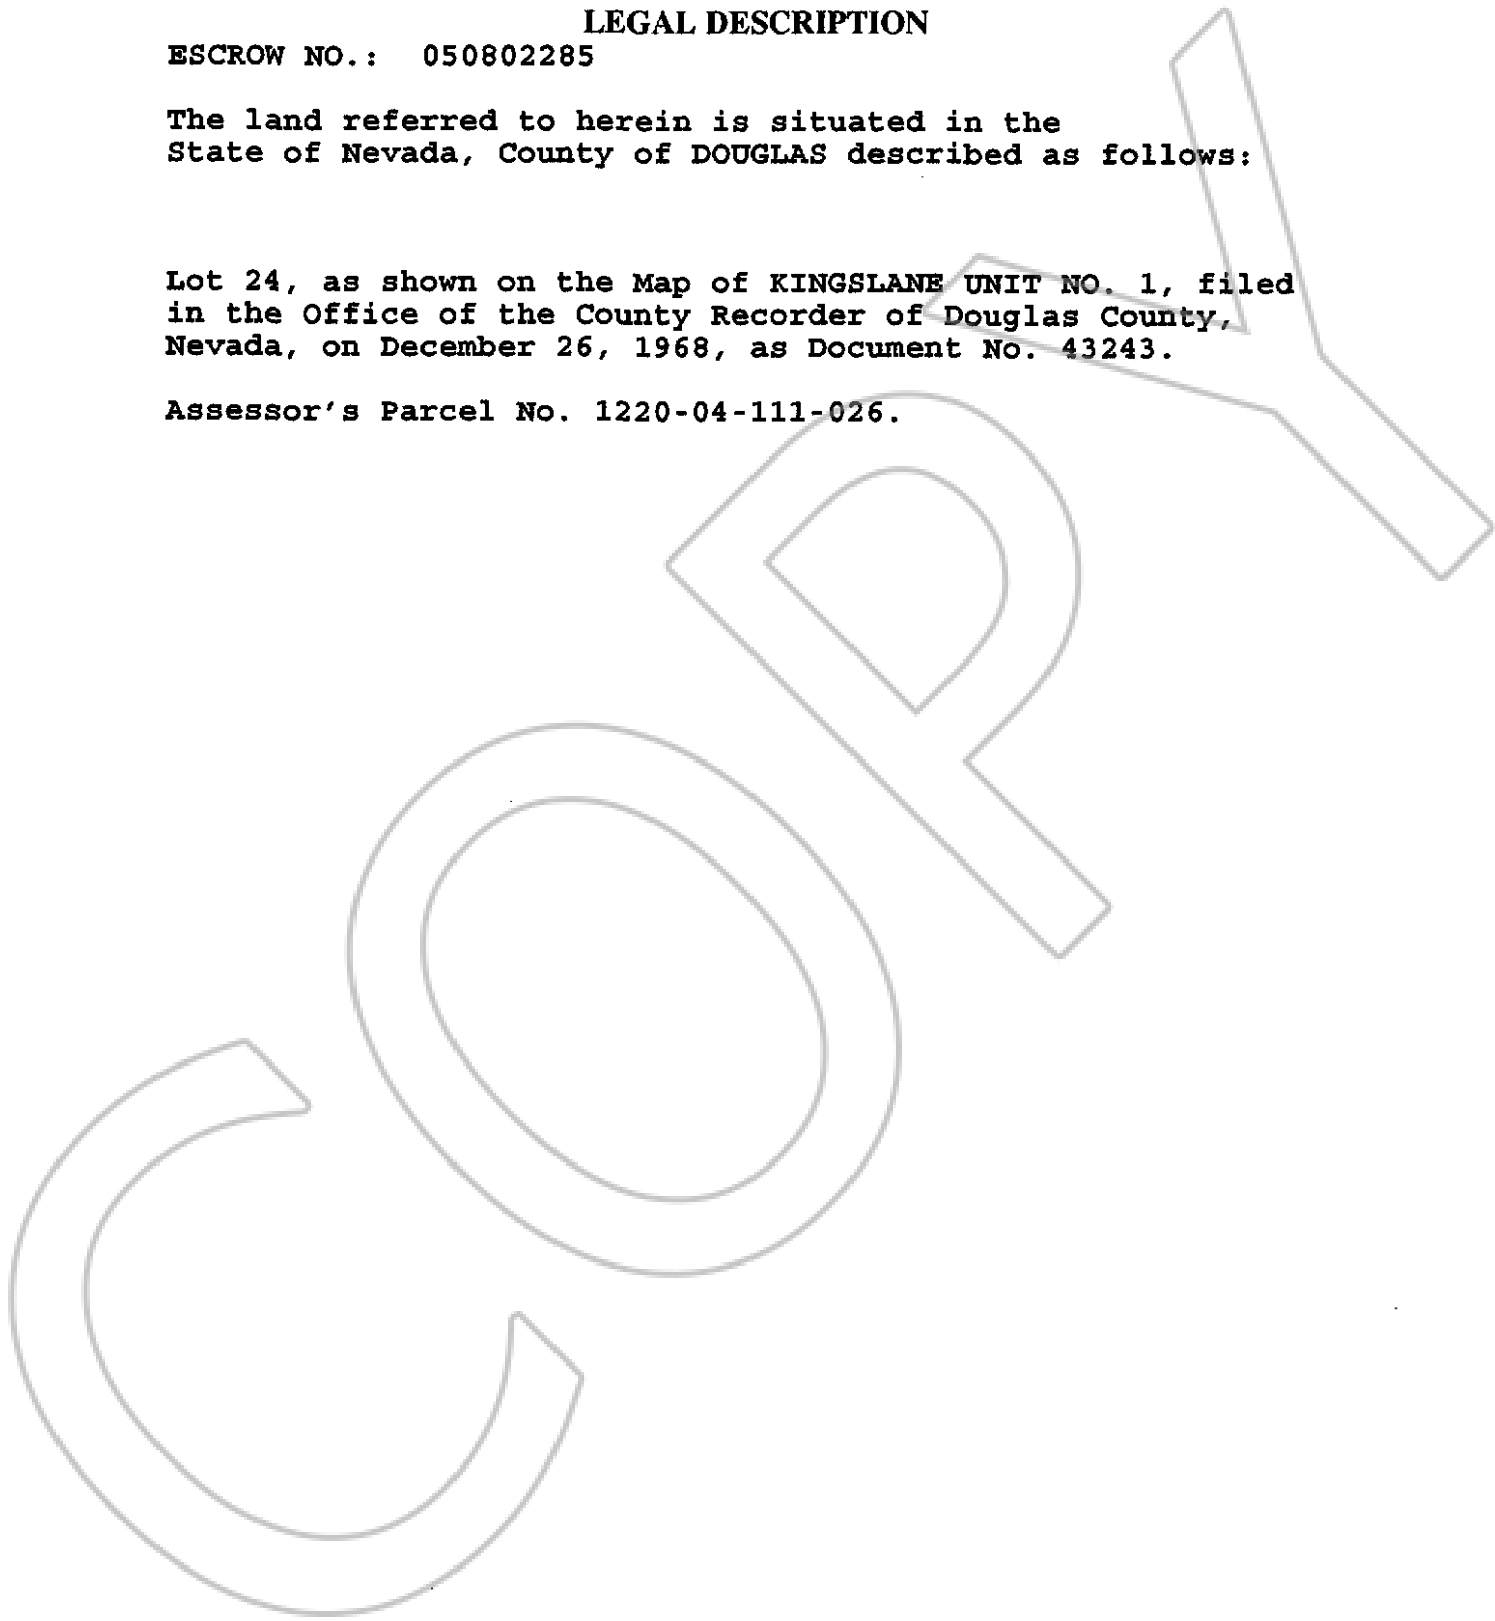 LEGAL DESCRIPTION
ESCROW NO.: 050802285
The land referred to herein is situated in the
State of Nevada, County of DOUGLAS described as follows:
Lot 24, as shown on the Map of KINGSLANE UNIT NO. 1, filed
in the Office of the County Recorder of Douglas County,
Nevada, on December 26, 1968, as Document No. 43243.
Assessor's Parcel No. 1220-04-111-026.
COPY